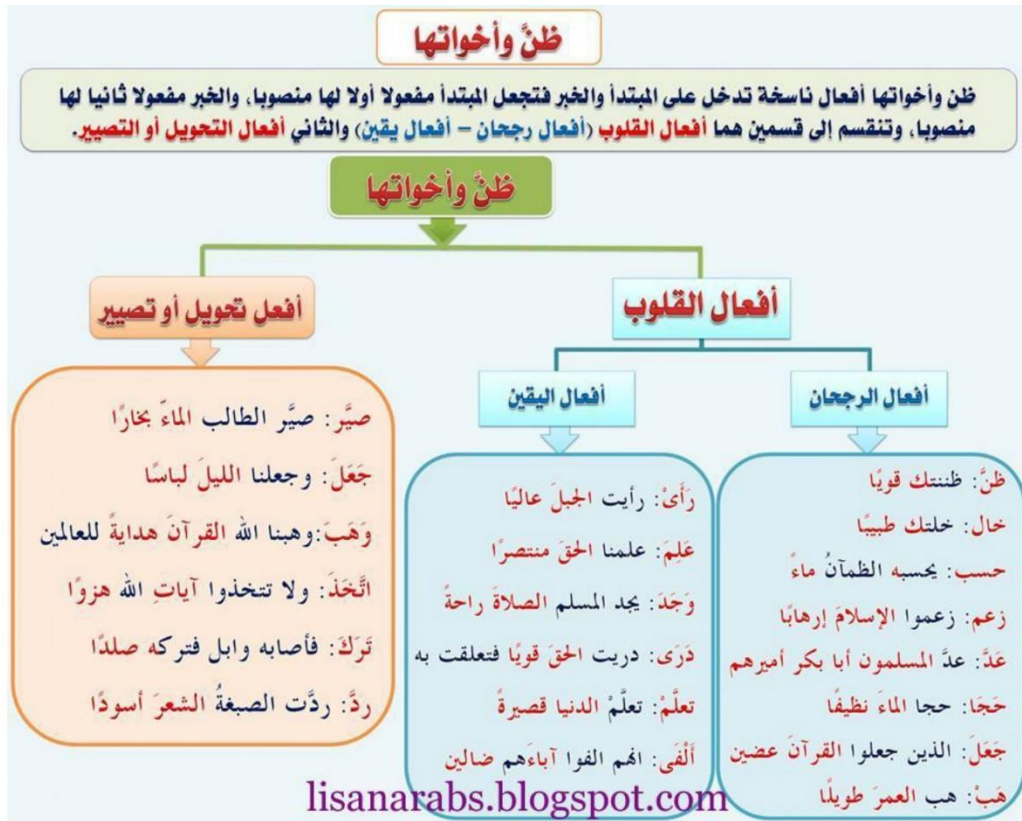 ظنَّ وأخواتها
ظن وأخواتها أفعال ناسخة تدخل على المبتدأ والخبر فتجعل المبتدأ مفعولا أولا لها منصوبا، والخبر مفعولا ثانيا لها
منصوبا، وتنقسم إلى قسمين هما أفعال القلوب (أفعال رجحان – أفعال يقين) والثاني أفعال التحويل أو التصيير.
ظنَّ وأخواتها
أفعال القلوب
أفعل تحويل أو تصيير
أفعال الرجحان
أفعال اليقين
ظنَّ: ظننتك قويًا
خال: خلتك طبيبًا
حسب: يحسبه الظمآنُ ماءً
زعم: زعموا الإسلامَ إرهابًا
عَدَّ: عدَّ المسلمون أبا بكر أميرهم
حَجَا: حجا الماءَ نظيفًا
جَعَلَ: الذين جعلوا القرآنَ عضين
هَبْ: هب العمرَ طويلًا
رَأَىْ: رأيت الجبلَ عاليًا
عَلِمَ: علمنا الحقَ منتصرًا
وَجَدَ: يجد المسلم الصلاةَ راحةً
دَرَى: دريت الحقَ قويًا فتعلقت به
تعلَّمْ: تعلَّمْ الدنيا قصيرةً
أَلْفَى: انهم الفوا آباءَهم ضالين
صيَّر: صيَّر الطالب الماءَ بخارًا
جَعَلَ: وجعلنا الليلَ لباسًا
وَهَبَ:وهبنا الله القرآنَ هدايةً للعالمين
اتَّخَذَ: ولا تتخذوا آياتِ الله هزوًا
تَرَكَ: فأصابه وابل فتركه صلدًا
ردَّ: ردَّت الصبغةُ الشعرَ أسودًا
lisanarabs.blogspot.com